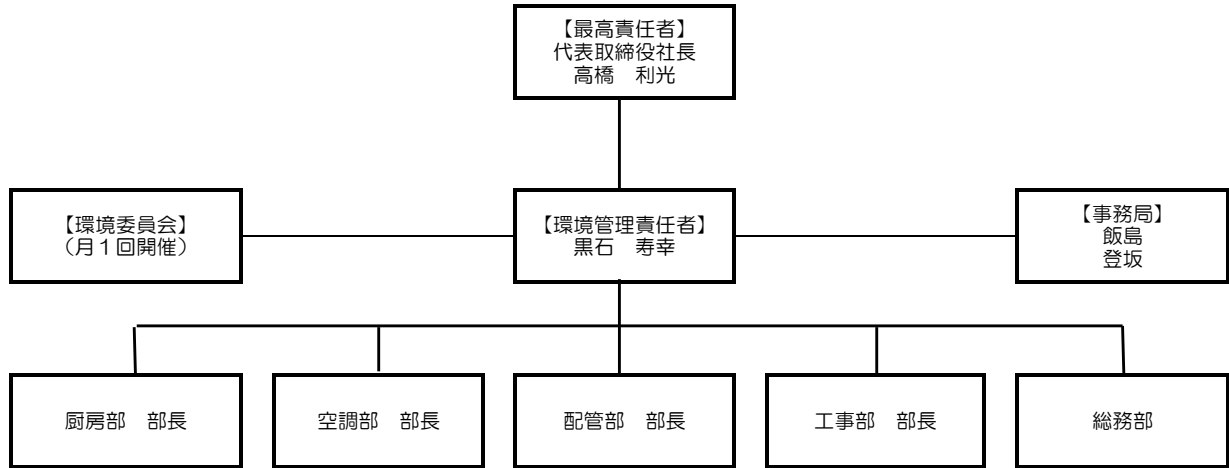 【最高責任者】
代表取締役社長
高橋　利光
【環境委員会】
（月１回開催）
【環境管理責任者】
黒石　寿幸
【事務局】
飯島
登坂
厨房部　部長
空調部　部長
配管部　部長
工事部　部長
総務部